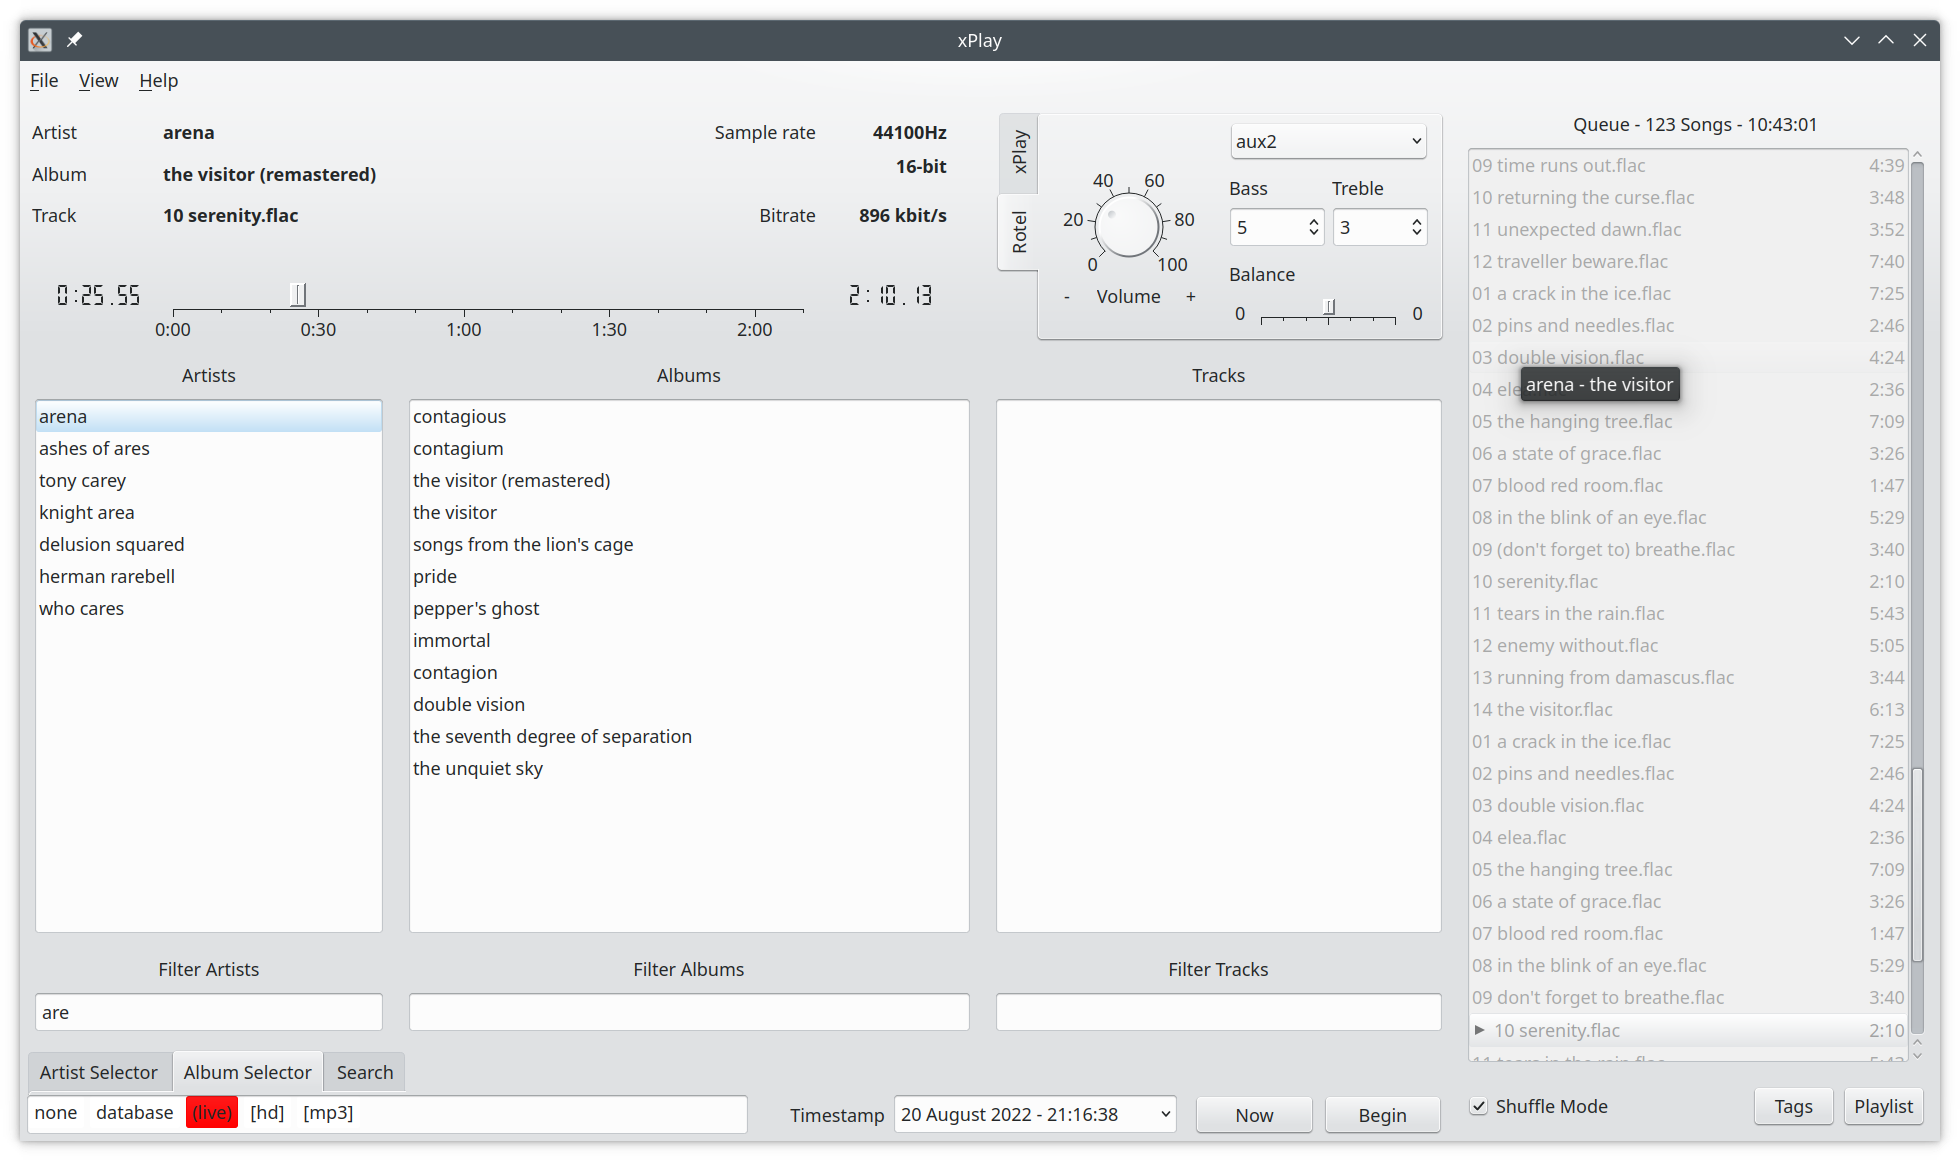 xPlay
File View Help
Artist arena
Album the visitor (remastered)
Track 10 serenity.flac
Sample rate 44100Hz
16-bit
Bitrate 896 kbit/s
0:25.55
2:10.13
0:00 0:30 1:00 1:30 2:00
xPlay
Rotel
aux2
40 60
20 80
0 100
- Volume +
Bass Treble
5 3
Balance
0 0
Queue - 123 Songs - 10:43:01
09 time runs out.flac 4:39
10 returning the curse.flac 3:48
11 unexpected dawn.flac 3:52
12 traveller beware.flac 7:40
01 a crack in the ice.flac 7:25
02 pins and needles.flac 2:46
03 double vision.flac 4:24
arena - the visitor
04 2:36
05 the hanging tree.flac 7:09
06 a state of grace.flac 3:26
07 blood red room.flac 1:47
08 in the blink of an eye.flac 5:29
09 (don't forget to) breathe.flac 3:40
10 serenity.flac 2:10
11 tears in the rain.flac 5:43
12 enemy without.flac 5:05
13 running from damascus.flac 3:44
14 the visitor.flac 6:13
01 a crack in the ice.flac 7:25
02 pins and needles.flac 2:46
03 double vision.flac 4:24
04 elea.flac 2:36
05 the hanging tree.flac 7:09
06 a state of grace.flac 3:26
07 blood red room.flac 1:47
08 in the blink of an eye.flac 5:29
09 don't forget to breathe.flac 3:40
10 serenity.flac 2:10
11 tears in the rain.flac 5:43
Artists
arena
ashes of ares
tony carey
knight area
delusion squared
herman rarebell
who cares
Albums
contagious
contagium
the visitor (remastered)
the visitor
songs from the lion's cage
pride
pepper's ghost
immortal
contagion
double vision
the seventh degree of separation
the unquiet sky
Tracks
Filter Artists
are
Filter Albums
Filter Tracks
Artist Selector Album Selector Search
none database (live) [hd] [mp3]
Timestamp 20 August 2022 - 21:16:38 Now Begin
Shuffle Mode Tags Playlist